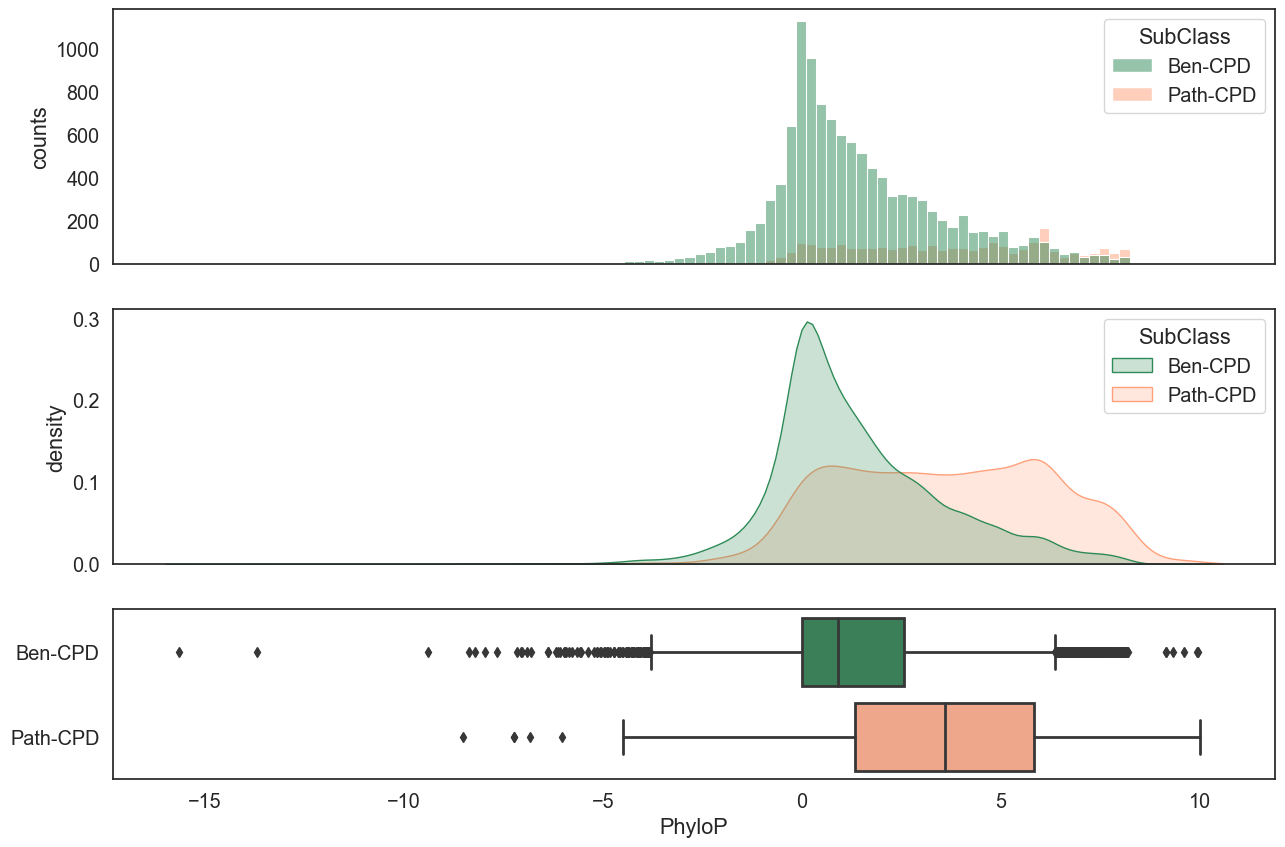 SubClass
Ben-CPD
Path-CPD
counts
1000
800
600
400
200
0
SubClass
Ben-CPD
Path-CPD
density
0.3
0.2
0.1
0.0
Ben-CPD
Path-CPD
−15 −10 −5 0 5 10
PhyloP